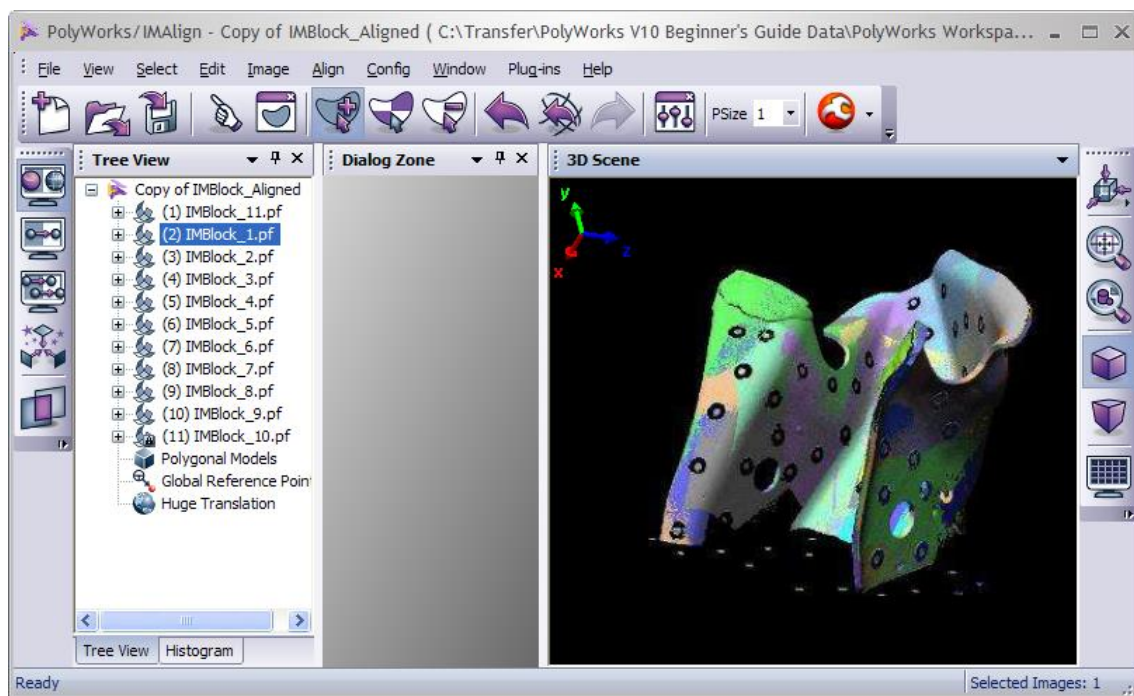 PolyWorks/IMAlign - Copy of IMBlock_Aligned ( C:\Transfer\PolyWorks V10 Beginner's Guide Data\PolyWorks Workspa...
File View Select Edit Image Align Config Window Plug-ins Help
PSize 1
Tree View
Dialog Zone
3D Scene
Copy of IMBlock_Aligned
(1) IMBlock_11.pf
(2) IMBlock_1.pf
(3) IMBlock_2.pf
(4) IMBlock_3.pf
(5) IMBlock_4.pf
(6) IMBlock_5.pf
(7) IMBlock_6.pf
(8) IMBlock_7.pf
(9) IMBlock_8.pf
(10) IMBlock_9.pf
(11) IMBlock_10.pf
Polygonal Models
Global Reference Poin
Huge Translation
y
z
x
Tree View Histogram
Ready
Selected Images: 1